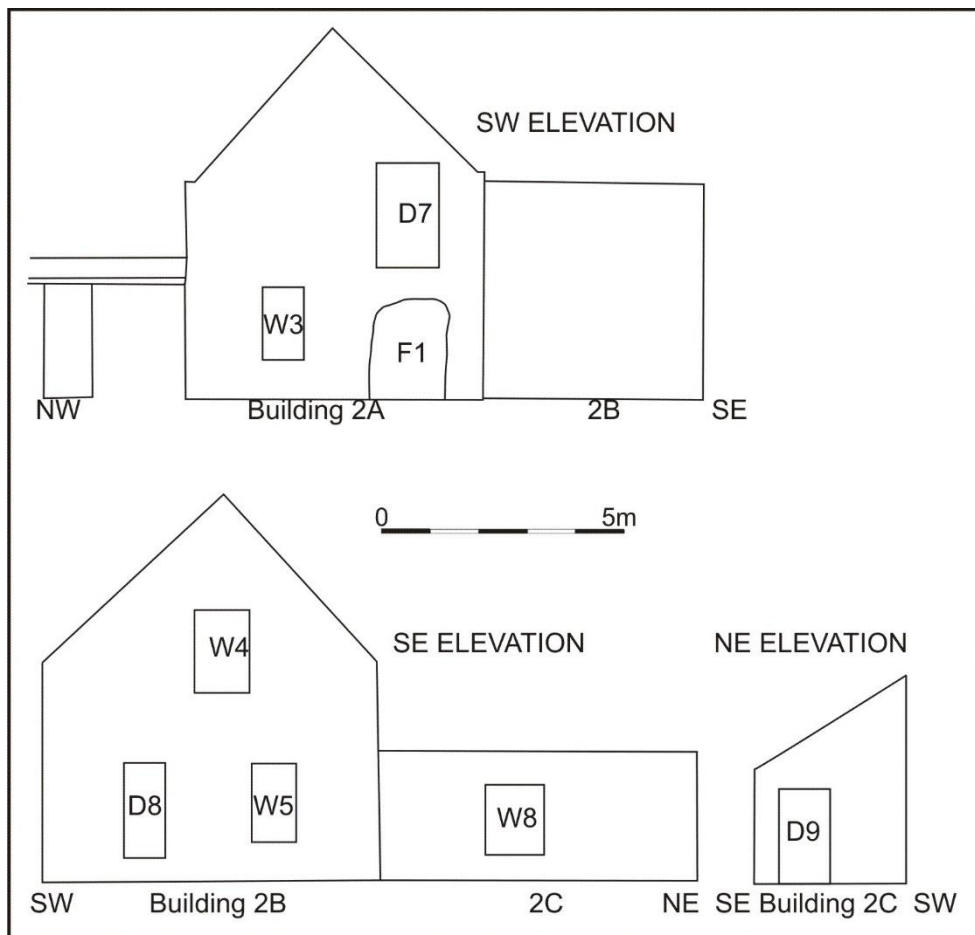 SW ELEVATION
D7
W3
F1
NW Building 2A 2B SE
0 5m
W4
SE ELEVATION NE ELEVATION
D8 W5 W8 D9
SW Building 2B 2C NE SE Building 2C SW